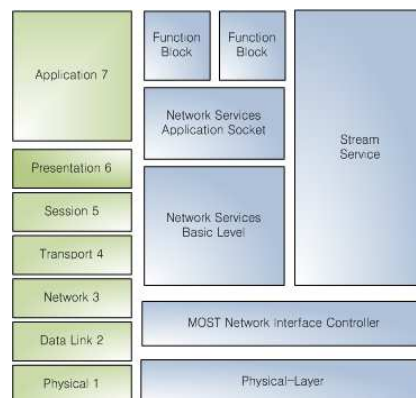 Application 7
Presentation 6
Session 5
Transport 4
Network 3
Data Link 2
Physical 1
Function
Block
Function
Block
Network Services
Application Socket
Network Services
Basic Level
Stream
Service
MOST Network Interface Controller
Physical-Layer